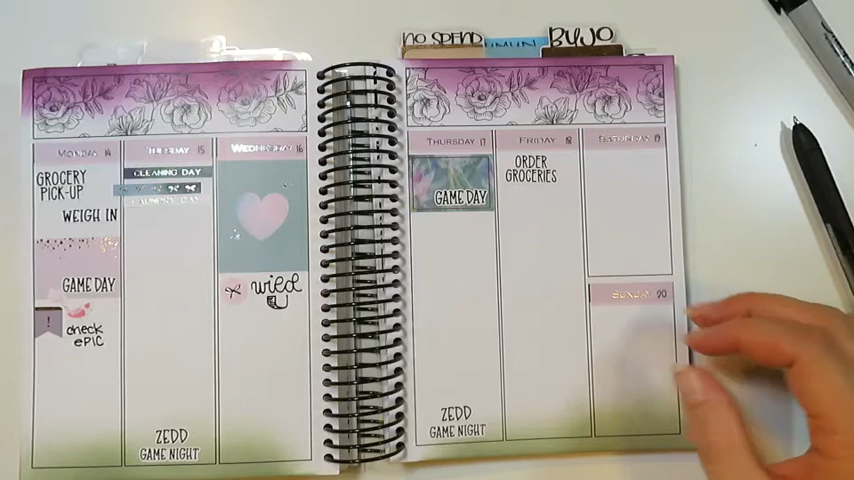 NO SPEND
BYJO
MONDAY 14
GROCERY
PICK-UP
WEIGH IN
GAME DAY
!
check
EPIC
TUESDAY 15
CLEANING DAY
LAUNDRY DAY
ZEDD
GAME NIGHT
WEDNESDAY 16
THURSDAY 17
GAME DAY
ZEDD
GAME NIGHT
FRIDAY 18
ORDER
GROCERIES
SATURDAY 19
SUNDAY 20